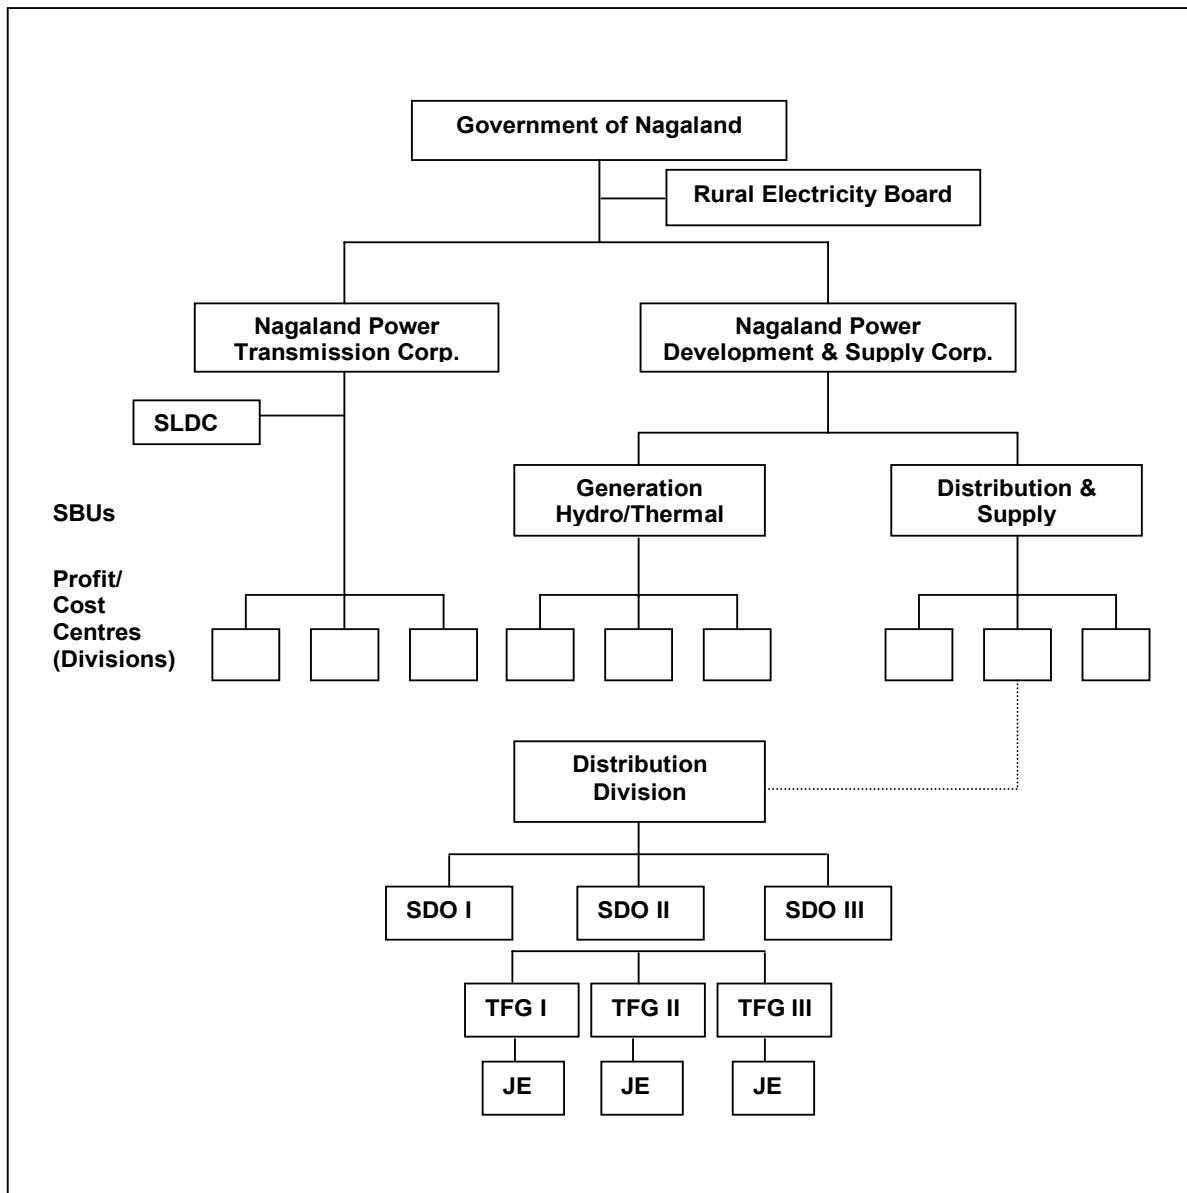 Government of Nagaland
Rural Electricity Board
Nagaland Power
Transmission Corp.
Nagaland Power
Development & Supply Corp.
SLDC
SBUs
Generation
Hydro/Thermal
Distribution &
Supply
Profit/
Cost
Centres
(Divisions)
Distribution
Division
SDO I
SDO II
SDO III
TFG I
TFG II
TFG III
JE
JE
JE